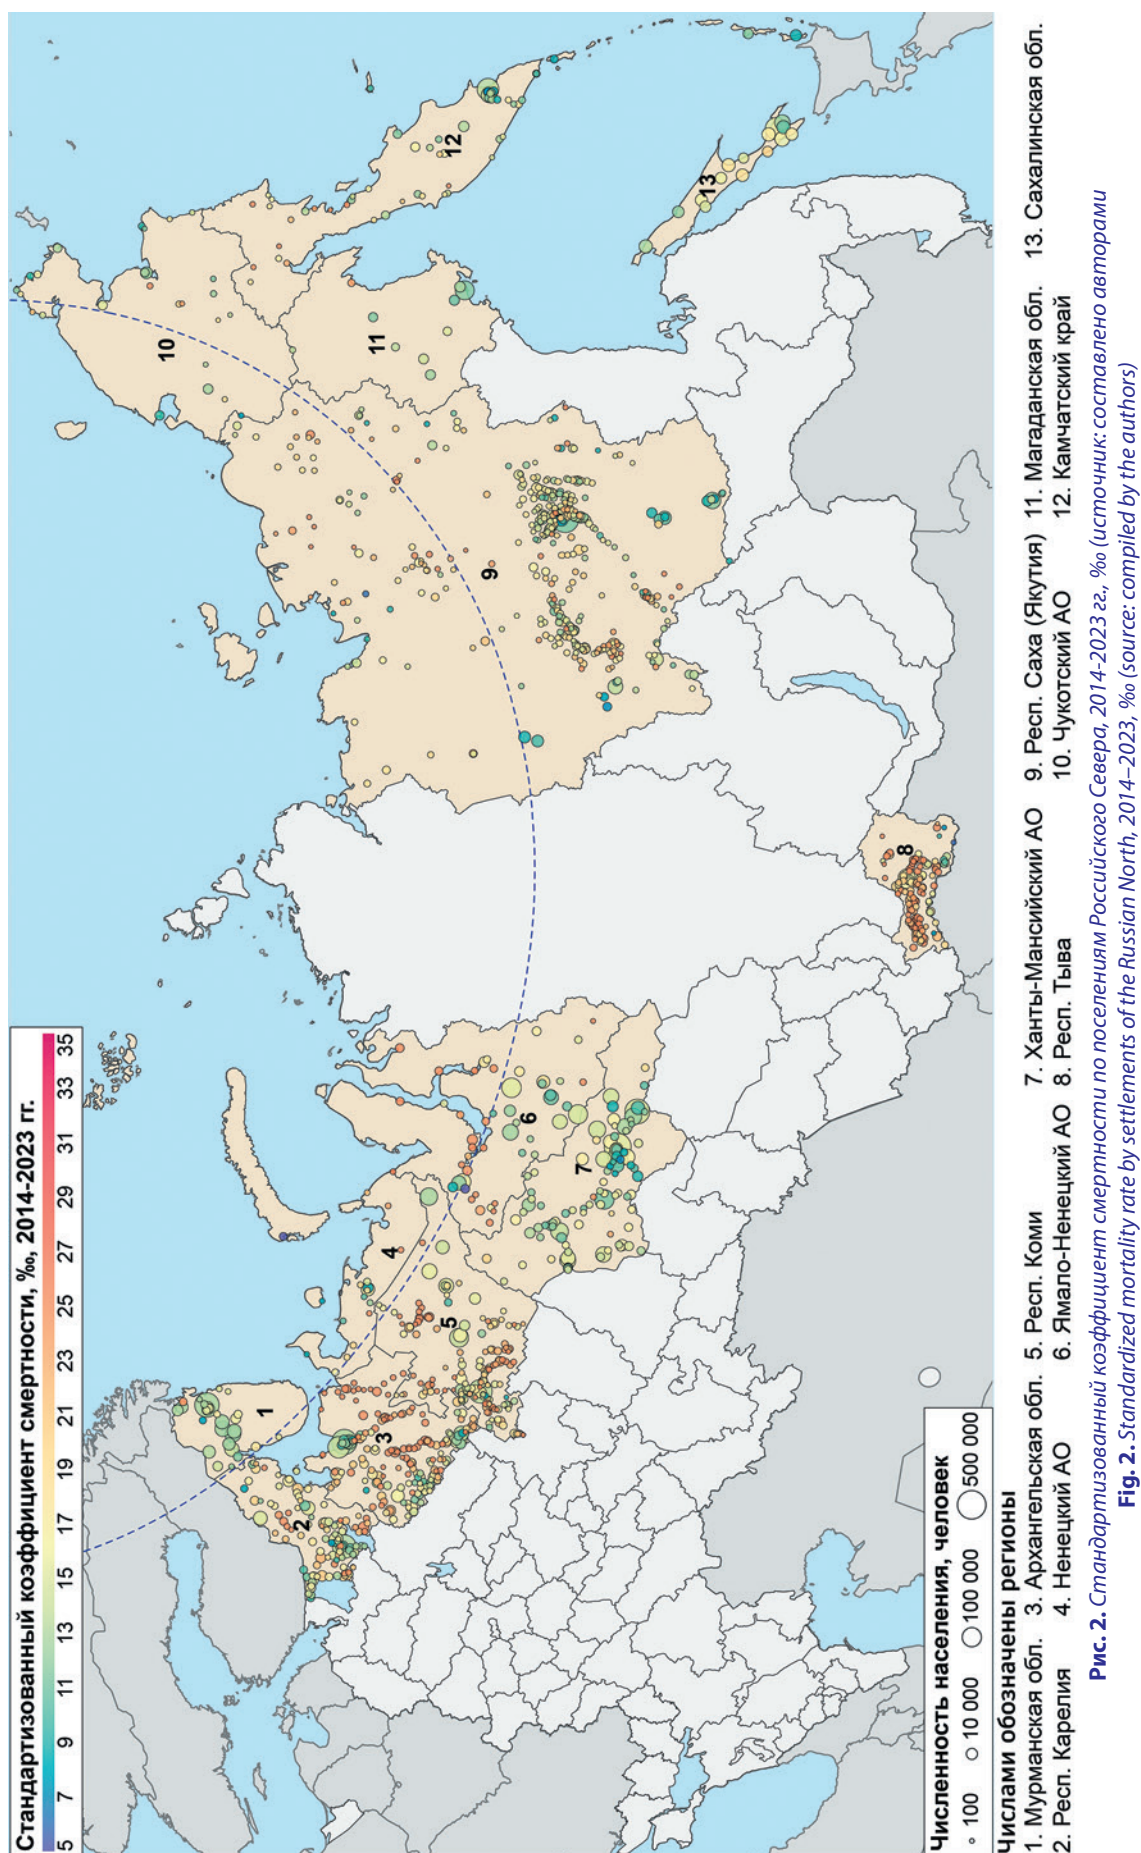 Стандартизованный коэффициент смертности, ‰, 2014-2023 гг.
5 7 9 11 13 15 17 19 21 23 25 27 29 31 33 35
1
2
3
4
5
6
7
8
9
10
11
12
13
Численность населения, человек
100 10 000 100 000 500 000
Числами обозначены регионы
1. Мурманская обл. 3. Архангельская обл. 5. Респ. Коми 7. Ханты-Мансийский АО 9. Респ. Саха (Якутия) 11. Магаданская обл. 13. Сахалинская обл.
2. Респ. Карелия 4. Ненецкий АО 6. Ямало-Ненецкий АО 8. Респ. Тыва 10. Чукотский АО 12. Камчатский край
Рис. 2. Стандартизованный коэффициент смертности по поселениям Российского Севера, 2014-2023 гг., ‰ (источник: составлено авторами
Fig. 2. Standardized mortality rate by settlements of the Russian North, 2014–2023, ‰ (source: compiled by the authors)